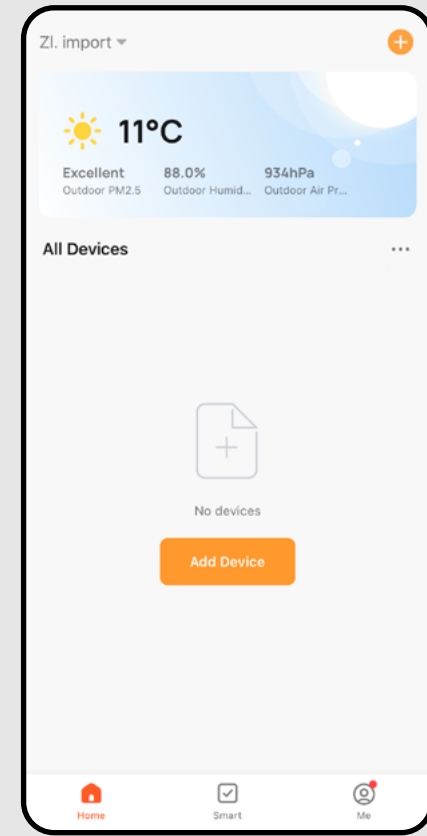 Zl. import
11°C
Excellent 88.0% 934hPa
Outdoor PM2.5 Outdoor Humid... Outdoor Air Pr...
All Devices
No devices
Add Device
Home Smart Me